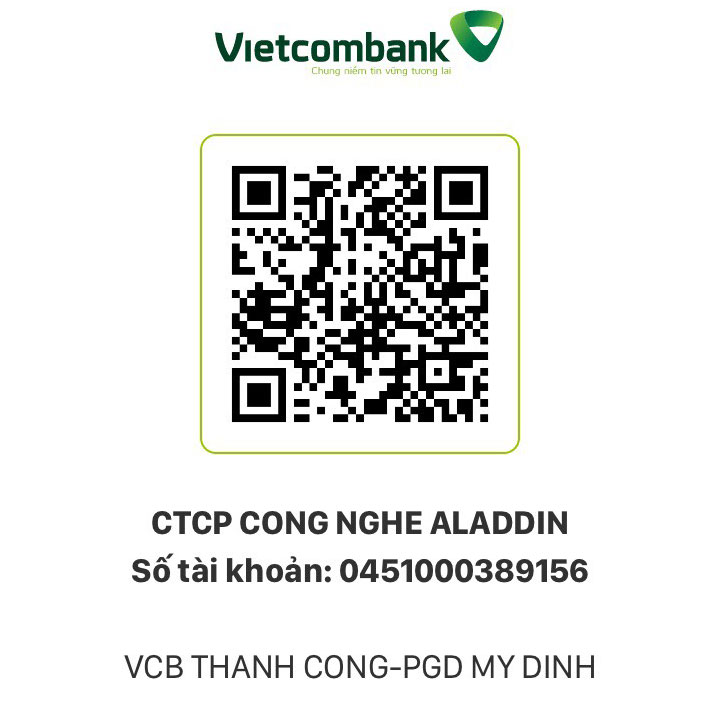 Vietcombank
Chung niềm tin vững tương lai
CTCP CONG NGHE ALADDIN
Số tài khoản: 0451000389156
VCB THANH CONG-PGD MY DINH